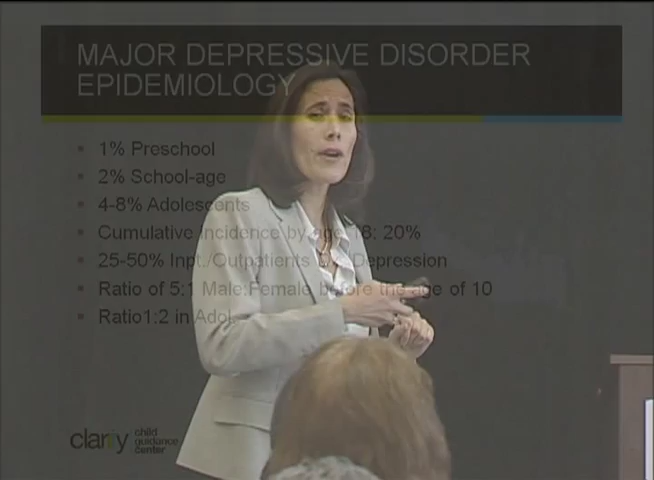 MAJOR DEPRESSIVE DISORDER
EPIDEMIOLOGY
1% Preschool
2% School-age
4-8% Adolescents
Cumulative incidence by age 18: 20%
25-50% Inpt./Outpatients Depression
Ratio of 5:1 Male:Female before the age of 10
Ratio1:2 in Adol.
clarity child
guidance
center